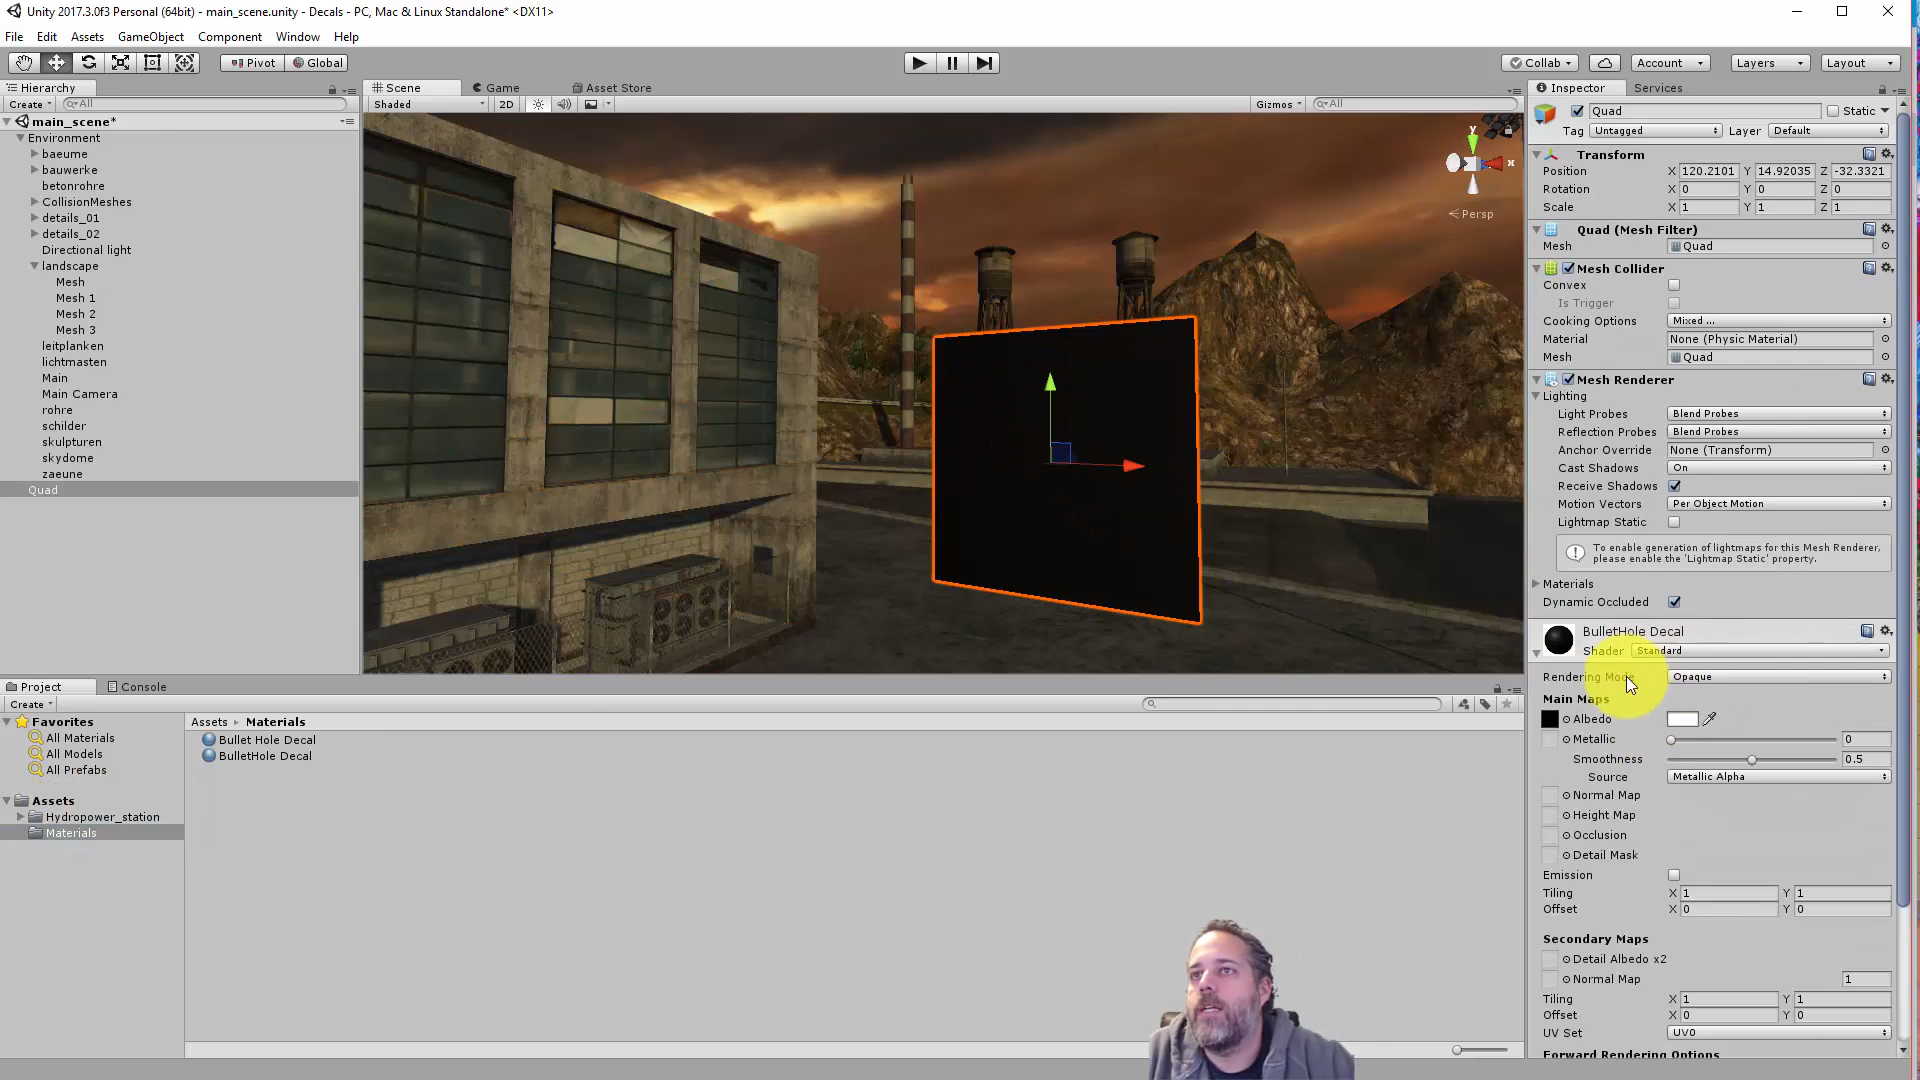 Unity 2017.3.0f3 Personal (64bit) - main_scene.unity - Decals - PC, Mac & Linux Standalone* <DX11>
File Edit Assets GameObject Component Window Help
Pivot Global Collab Account Layers Layout
Hierarchy
Create All
main_scene*
Environment
baeume
bauwerke
betonrohre
CollisionMeshes
details_01
details_02
Directional light
landscape
Mesh
Mesh 1
Mesh 2
Mesh 3
leitplanken
lichtmasten
Main
Main Camera
rohre
schilder
skulpturen
skydome
zaeune
Quad
Scene Game Asset Store
Shaded 2D Gizmos All
y
x
Persp
Project Console
Create
Favorites
All Materials
All Models
All Prefabs
Assets
Hydropower_station
Materials
Assets Materials
Bullet Hole Decal
BulletHole Decal
Inspector Services
Quad Static
Tag Untagged Layer Default
Transform
Position X 120.2101 Y 14.92035 Z -32.3321
Rotation X 0 Y 0 Z 0
Scale X 1 Y 1 Z 1
Quad (Mesh Filter)
Mesh Quad
Mesh Collider
Convex
Is Trigger
Cooking Options Mixed ...
Material None (Physic Material)
Mesh Quad
Mesh Renderer
Lighting
Light Probes Blend Probes
Reflection Probes Blend Probes
Anchor Override None (Transform)
Cast Shadows On
Receive Shadows
Motion Vectors Per Object Motion
Lightmap Static
To enable generation of lightmaps for this Mesh Renderer,
please enable the 'Lightmap Static' property.
Materials
Dynamic Occluded
BulletHole Decal
Shader Standard
Rendering Mode Opaque
Main Maps
Albedo
Metallic 0
Smoothness 0.5
Source Metallic Alpha
Normal Map
Height Map
Occlusion
Detail Mask
Emission
Tiling X 1 Y 1
Offset X 0 Y 0
Secondary Maps
Detail Albedo x2
Normal Map 1
Tiling X 1 Y 1
Offset X 0 Y 0
UV Set UV0
Forward Rendering Options